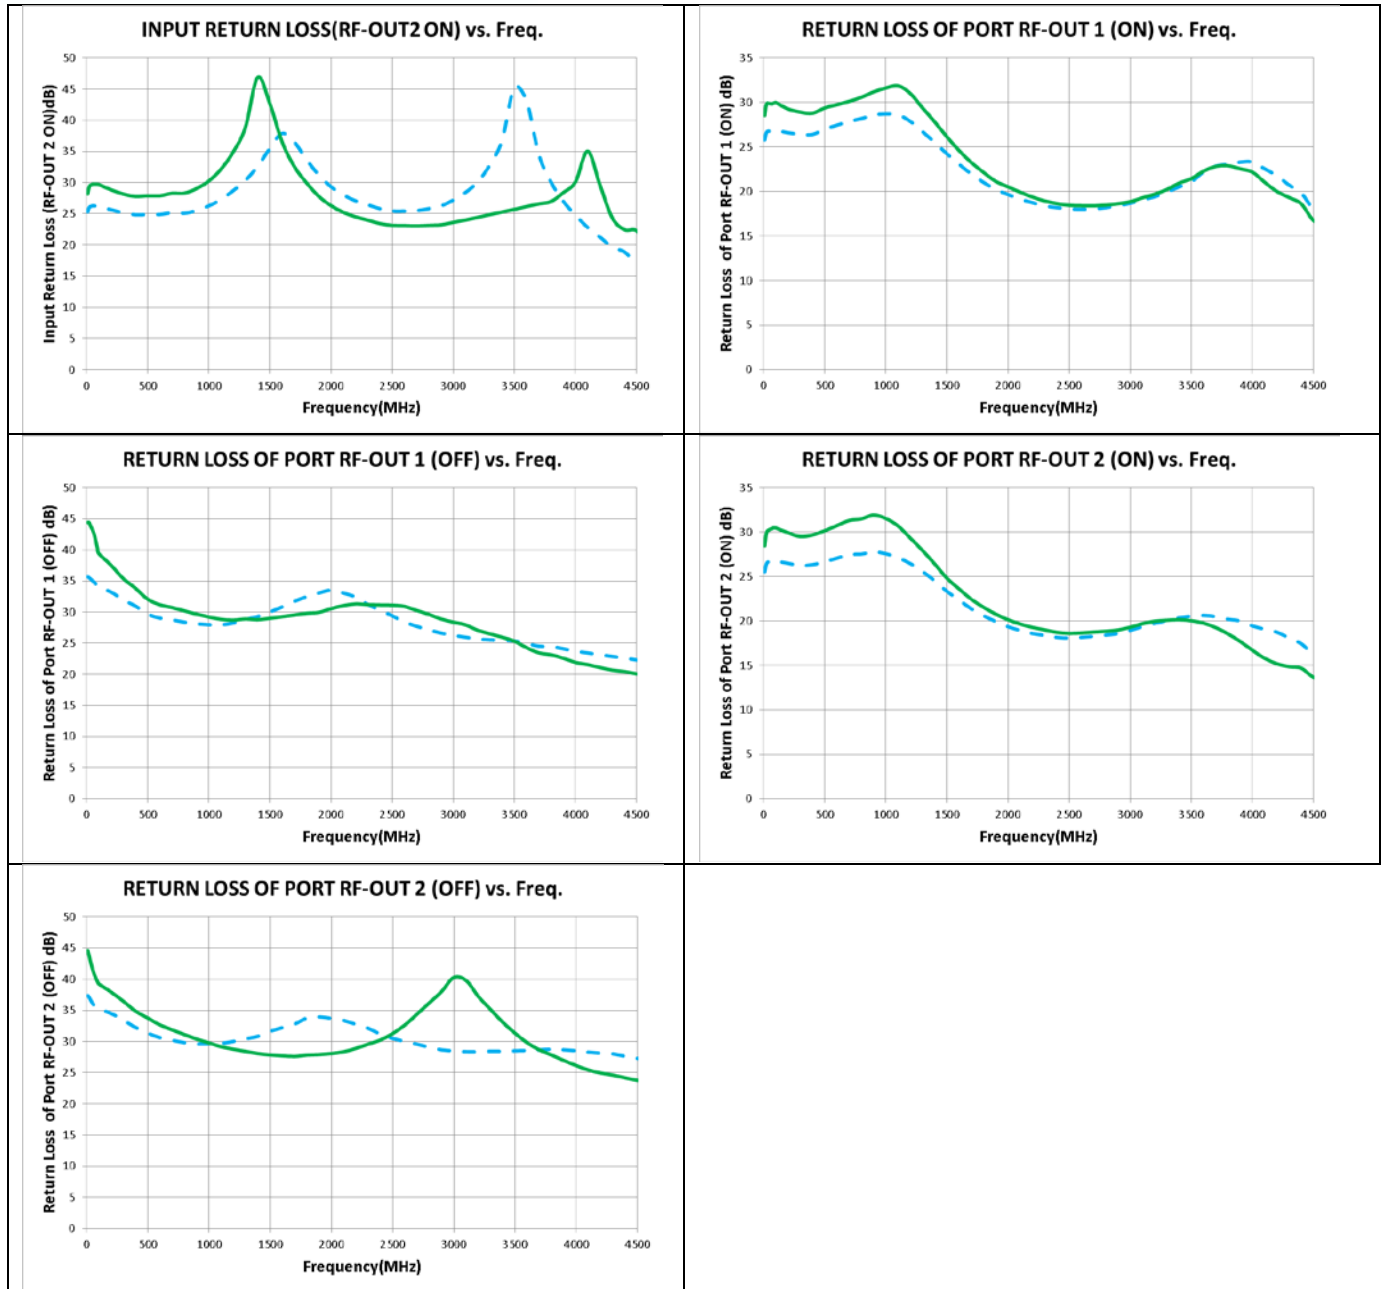 INPUT RETURN LOSS(RF-OUT2 ON) vs. Freq.
Input Return Loss (RF-OUT 2 ON)dB)
50
45
40
35
30
25
20
15
10
5
0
0 500 1000 1500 2000 2500 3000 3500 4000 4500
Frequency(MHz)
RETURN LOSS OF PORT RF-OUT 1 (ON) vs. Freq.
Return Loss of Port RF-OUT 1 (ON) dB)
35
30
25
20
15
10
5
0
0 500 1000 1500 2000 2500 3000 3500 4000 4500
Frequency(MHz)
RETURN LOSS OF PORT RF-OUT 1 (OFF) vs. Freq.
Return Loss of Port RF-OUT 1 (OFF) dB)
50
45
40
35
30
25
20
15
10
5
0
0 500 1000 1500 2000 2500 3000 3500 4000 4500
Frequency(MHz)
RETURN LOSS OF PORT RF-OUT 2 (ON) vs. Freq.
Return Loss of Port RF-OUT 2 (ON) dB)
35
30
25
20
15
10
5
0
0 500 1000 1500 2000 2500 3000 3500 4000 4500
Frequency(MHz)
RETURN LOSS OF PORT RF-OUT 2 (OFF) vs. Freq.
Return Loss of Port RF-OUT 2 (OFF) dB)
50
45
40
35
30
25
20
15
10
5
0
0 500 1000 1500 2000 2500 3000 3500 4000 4500
Frequency(MHz)